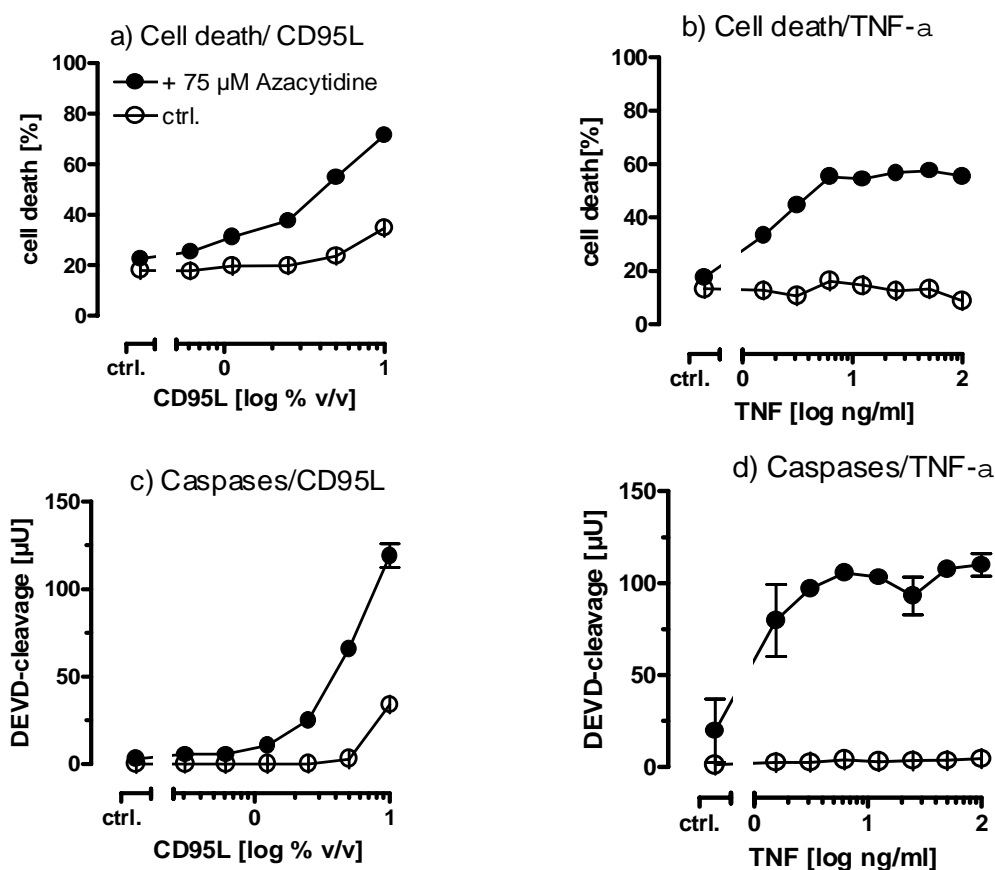 a) Cell death/ CD95L
100
80
60
40
20
0
cell death [%]
+ 75 µM Azacytidine
ctrl.
ctrl.
0
1
CD95L [log % v/v]
b) Cell death/TNF-a
100
80
60
40
20
0
cell death[%]
ctrl.
0
1
2
TNF [log ng/ml]
c) Caspases/CD95L
150
100
50
0
DEVD-cleavage [µU]
ctrl.
0
1
CD95L [log % v/v]
d) Caspases/TNF-a
150
100
50
0
DEVD-cleavage [µU]
ctrl.
0
1
2
TNF [log ng/ml]